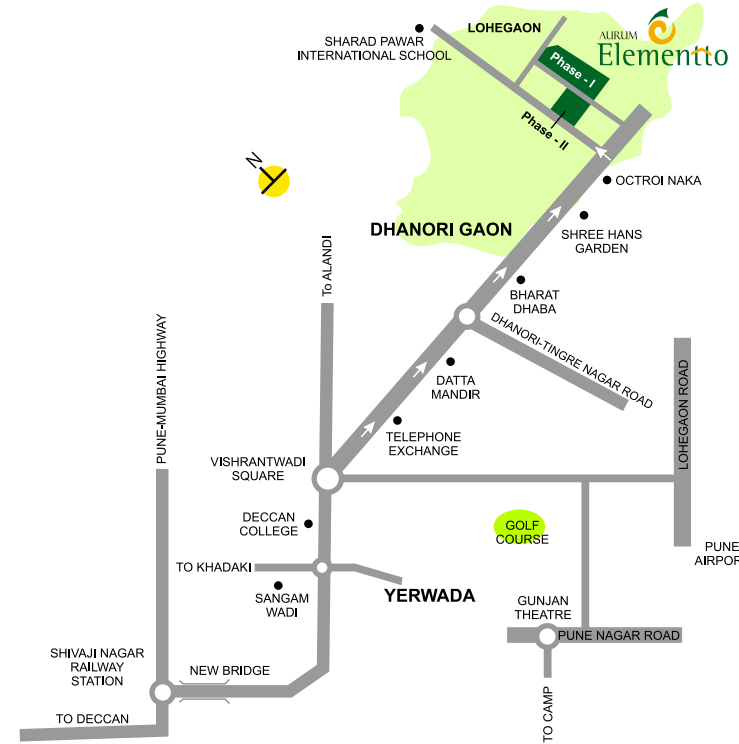 LOHEGAON
AURUM
Elementto
SHARAD PAWAR
INTERNATIONAL SCHOOL
Phase - I
Phase - II
N
OCTROI NAKA
DHANORI GAON
SHREE HANS
GARDEN
To ALANDI
BHARAT
DHABA
DHANORI-TINGRE NAGAR ROAD
PUNE-MUMBAI HIGHWAY
DATTA
MANDIR
LOHEGAON ROAD
TELEPHONE
EXCHANGE
VISHRANTWADI
SQUARE
DECCAN
COLLEGE
GOLF
COURSE
PUNE
AIRPOR
TO KHADAKI
SANGAM
WADI
YERWADA
GUNJAN
THEATRE
PUNE NAGAR ROAD
SHIVAJI NAGAR
RAILWAY
STATION
NEW BRIDGE
TO CAMP
TO DECCAN